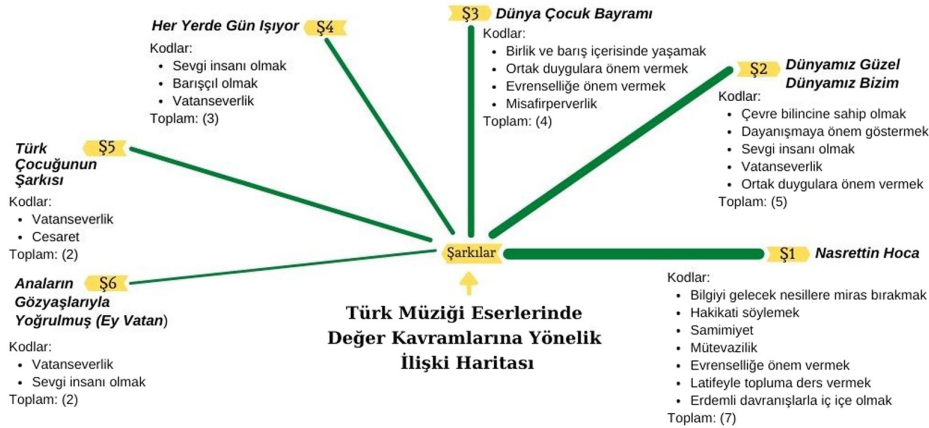 Ş3 Dünya Çocuk Bayramı
Kodlar:
• Birlik ve barış içerisinde yaşamak
• Ortak duygulara önem vermek
• Evrenselliğe önem vermek
• Misafirperverlik
Toplam: (4)
Her Yerde Gün Işıyor Ş4
Kodlar:
• Sevgi insanı olmak
• Barışçıl olmak
• Vatanseverlik
Toplam: (3)
Ş2 Dünyamız Güzel
Dünyamız Bizim
Kodlar:
• Çevre bilincine sahip olmak
• Dayanışmaya önem göstermek
• Sevgi insanı olmak
• Vatanseverlik
• Ortak duygulara önem vermek
Toplam: (5)
Türk Ş5
Çocuğunun
Şarkısı
Kodlar:
• Vatanseverlik
• Cesaret
Toplam: (2)
Şarkılar
Ş1 Nasrettin Hoca
Kodlar:
• Bilgiyi gelecek nesillere miras bırakmak
• Hakikati söylemek
• Samimiyet
• Mütevazilik
• Evrenselliğe önem vermek
• Latifeyle topluma ders vermek
• Erdemli davranışlarla iç içe olmak
Toplam: (7)
Anaların Ş6
Gözyaşlarıyla
Yoğrulmuş (Ey Vatan)
Kodlar:
• Vatanseverlik
• Sevgi insanı olmak
Toplam: (2)
Türk Müziği Eserlerinde
Değer Kavramlarına Yönelik
İlişki Haritası